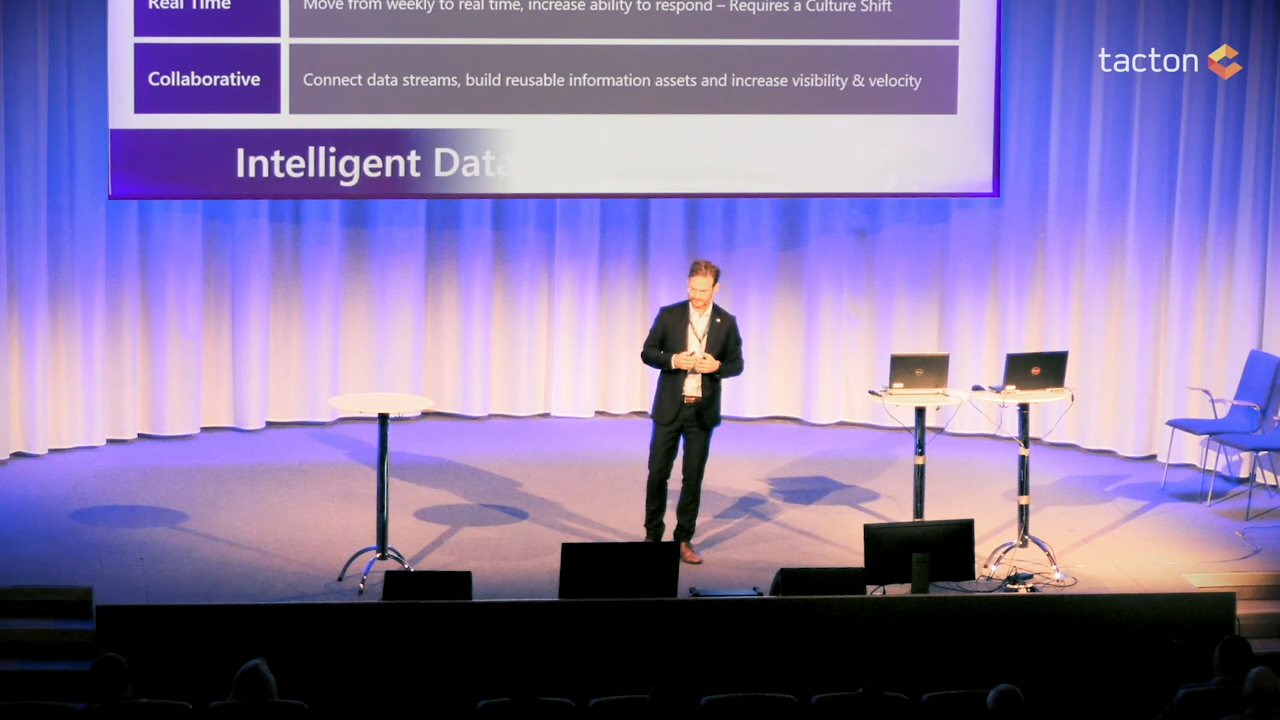 Real Time
Move from weekly to real time, increase ability to respond – Requires a Culture Shift
tacton
Collaborative
Connect data streams, build reusable information assets and increase visibility & velocity
Intelligent Data